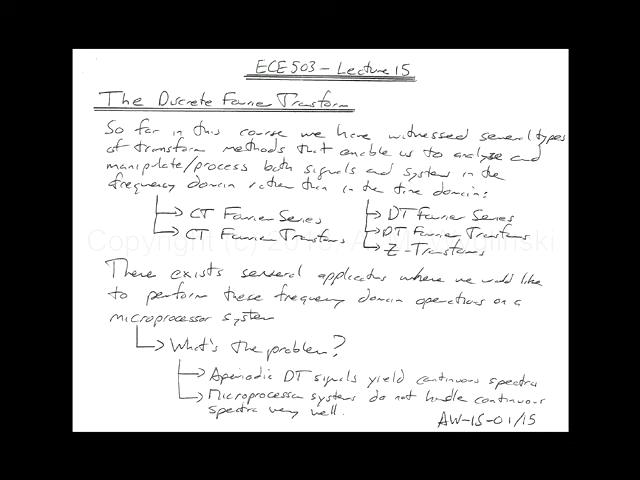 ECE503 – Lecture 15
The Discrete Fourier Transform
So far in this course we have witnessed several types
of transform methods that enable us to analyze and
manipulate/process both signals and systems in the
frequency domain rather than in the time domain:
→ CT Fourier Series → DT Fourier Series
→ CT Fourier Transforms → DT Fourier Transforms
→ Z-Transforms
Copyright (c) 20
There exists several applications where we would like
to perform these frequency domain operations on a
microprocessor system
→ What's the problem?
→ Aperiodic DT signals yield continuous spectra
→ Microprocessor systems do not handle continuous
spectra very well.
AW-15-01/15